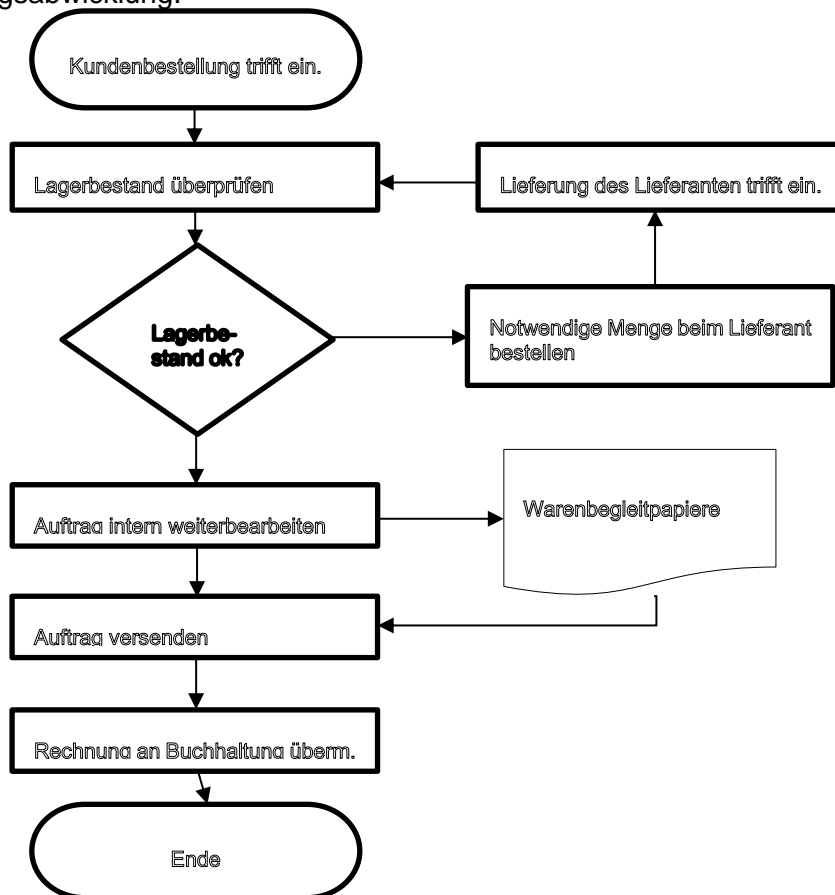 gsabwicklung:
Kundenbestellung trifft ein.
Lagerbestand überprüfen
Lieferung des Lieferanten trifft ein.
Lagerbe-
stand ok?
Notwendige Menge beim Lieferant
bestellen
Auftrag intern weiterbearbeiten
Warenbegleitpapiere
Auftrag versenden
Rechnung an Buchhaltung überm.
Ende